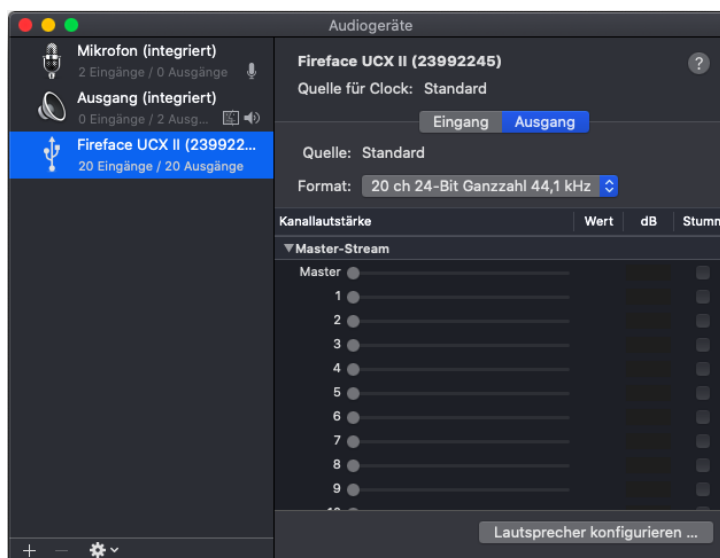 Audiogeräte
Mikrofon (integriert)
2 Eingänge / 0 Ausgänge
Ausgang (integriert)
0 Eingänge / 2 Ausg...
Fireface UCX II (239922...
20 Eingänge / 20 Ausgänge
Fireface UCX II (23992245)
?
Quelle für Clock: Standard
Eingang Ausgang
Quelle: Standard
Format: 20 ch 24-Bit Ganzzahl 44,1 kHz
Kanallautstärke Wert dB Stumm
Master-Stream
Master
1
2
3
4
5
6
7
8
9
Lautsprecher konfigurieren ...